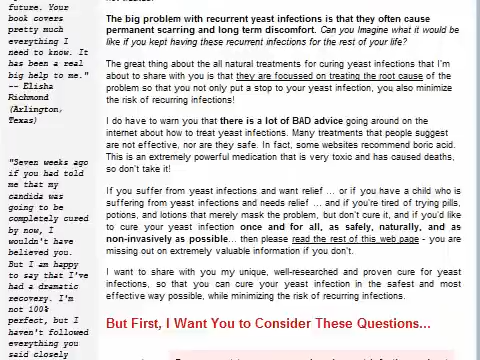 future. Your
book covers
pretty much
everything I
need to know. It
has been a real
big help to me."
-- Elisha
Richmond
(Arlington,
Texas)
"Seven weeks ago
if you had told
me that my
candida was
going to be
completely cured
by now, I
wouldn't have
believed you.
But I am happy
to say that I've
had a dramatic
recovery. I'm
not 100%
perfect, but I
haven't followed
everything you
said closely
The big problem with recurrent yeast infections is that they often cause
permanent scarring and long term discomfort. Can you Imagine what it would be
like if you kept having these recurrent infections for the rest of your life?
The great thing about the all natural treatments for curing yeast infections that I'm
about to share with you is that they are focussed on treating the root cause of the
problem so that you not only put a stop to your yeast infection, you also minimize
the risk of recurring infections!
I do have to warn you that there is a lot of BAD advice going around on the
internet about how to treat yeast infections. Many treatments that people suggest
are not effective, nor are they safe. In fact, some websites recommend boric acid.
This is an extremely powerful medication that is very toxic and has caused deaths,
so don't take it!
If you suffer from yeast infections and want relief ... or if you have a child who is
suffering from yeast infections and needs relief ... and if you're tired of trying pills,
potions, and lotions that merely mask the problem, but don't cure it, and if you'd like
to cure your yeast infection once and for all, as safely, naturally, and as
non-invasively as possible... then please read the rest of this web page - you are
missing out on extremely valuable information if you don't.
I want to share with you my unique, well-researched and proven cure for yeast
infections, so that you can cure your yeast infection in the safest and most
effective way possible, while minimizing the risk of recurring infections.
But First, I Want You to Consider These Questions...